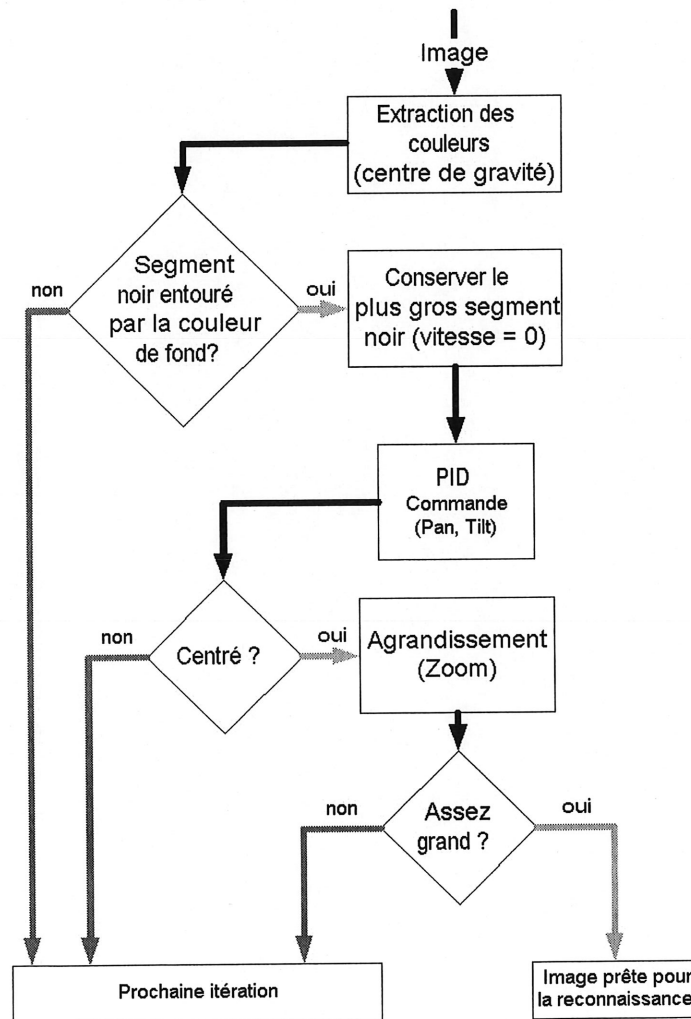 Image
Extraction des
couleurs
(centre de gravité)
Segment
noir entouré
par la couleur
de fond?
non
oui
Conserver le
plus gros segment
noir (vitesse = 0)
PID
Commande
(Pan, Tilt)
Centré ?
non
oui
Agrandissement
(Zoom)
Assez
grand ?
non
oui
Prochaine itération
Image prête pour
la reconnaissance